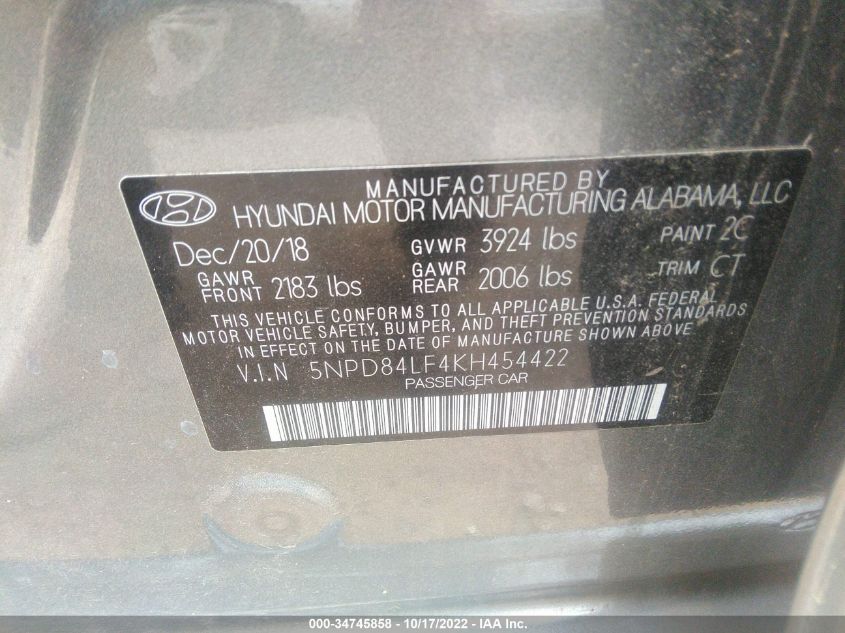 MANUFACTURED BY
HYUNDAI MOTOR MANUFACTURING ALABAMA, LLC
Dec/20/18 GVWR 3924 lbs PAINT 2C
GAWR FRONT 2183 lbs GAWR REAR 2006 lbs TRIM CT
THIS VEHICLE CONFORMS TO ALL APPLICABLE U.S.A. FEDERAL
MOTOR VEHICLE SAFETY, BUMPER, AND THEFT PREVENTION STANDARDS
IN EFFECT ON THE DATE OF MANUFACTURE SHOWN ABOVE
V.I.N 5NPD84LF4KH454422
PASSENGER CAR
000-34745858 - 10/17/2022 - IAA Inc.